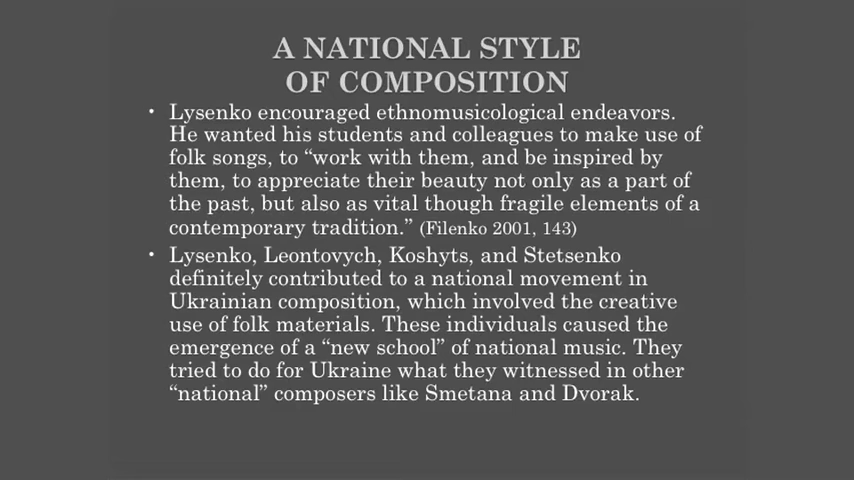 A NATIONAL STYLE
OF COMPOSITION
• Lysenko encouraged ethnomusicological endeavors.
He wanted his students and colleagues to make use of
folk songs, to “work with them, and be inspired by
them, to appreciate their beauty not only as a part of
the past, but also as vital though fragile elements of a
contemporary tradition.” (Filenko 2001, 143)
• Lysenko, Leontovych, Koshyts, and Stetsenko
definitely contributed to a national movement in
Ukrainian composition, which involved the creative
use of folk materials. These individuals caused the
emergence of a “new school” of national music. They
tried to do for Ukraine what they witnessed in other
“national” composers like Smetana and Dvorak.